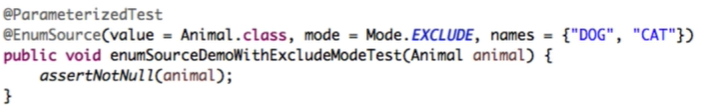 @ParameterizedTest
@EnumSource(value = Animal.class, mode = Mode.EXCLUDE, names = {"DOG", "CAT"})
public void enumSourceDemoWithExcludeModeTest(Animal animal) {
    assertNotNull(animal);
}